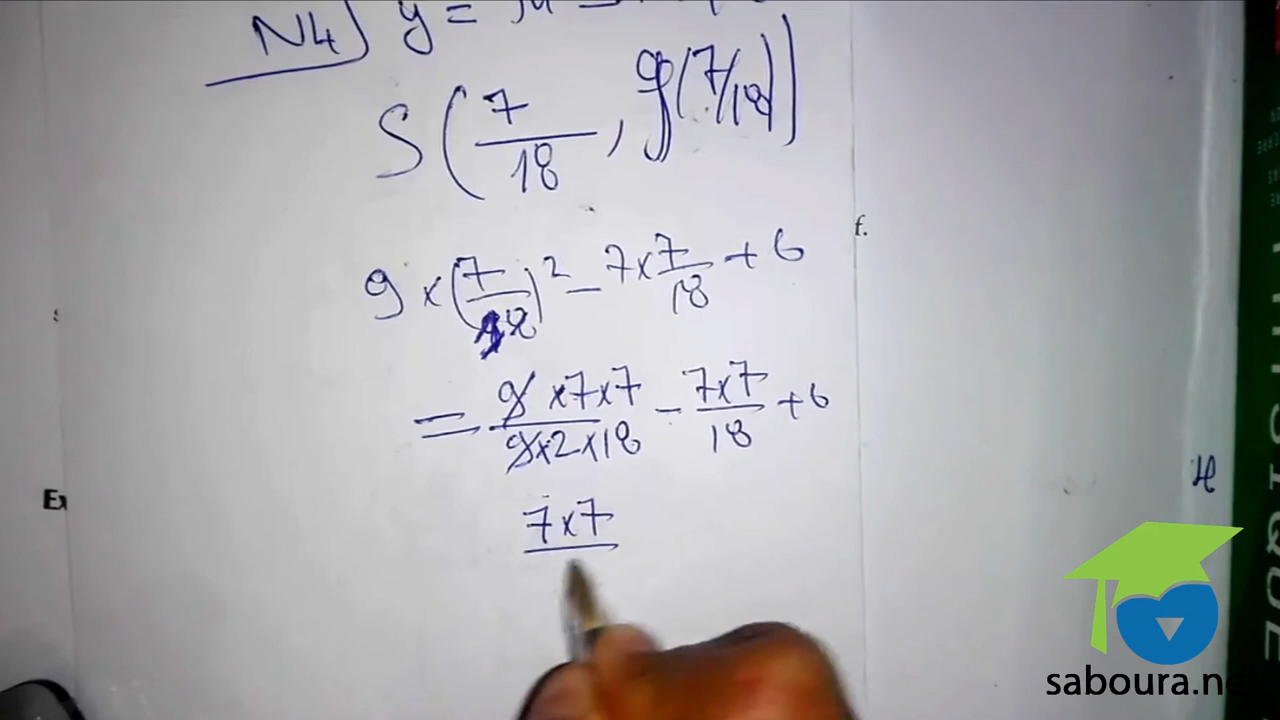 N4) y =
S(7/18, g(7/18))
f.
9 × (7/18)² - 7×7/18 + 6
= 9×7×7/9×2×18 - 7×7/18 + 6
7×7
Ex
saboura.net